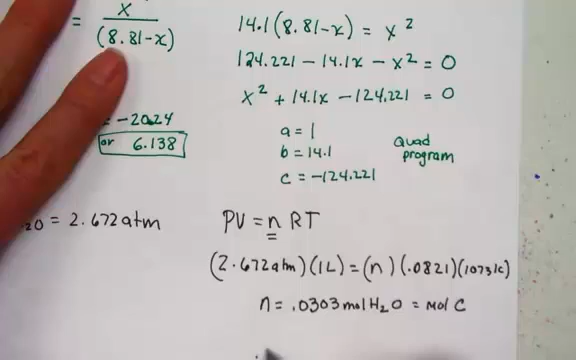 = x / (8.81-x)
-20.24
or 6.138
14.1(8.81-x) = x²
124.221 - 14.1x - x² = 0
x² + 14.1x - 124.221 = 0
a = 1
b = 14.1
c = -124.221
Quad
program
₂₀ = 2.672 atm
PV = n RT
(2.672 atm)(1L) = (n)(.0821)(1073K)
n = .0303 mol H₂O = mol C